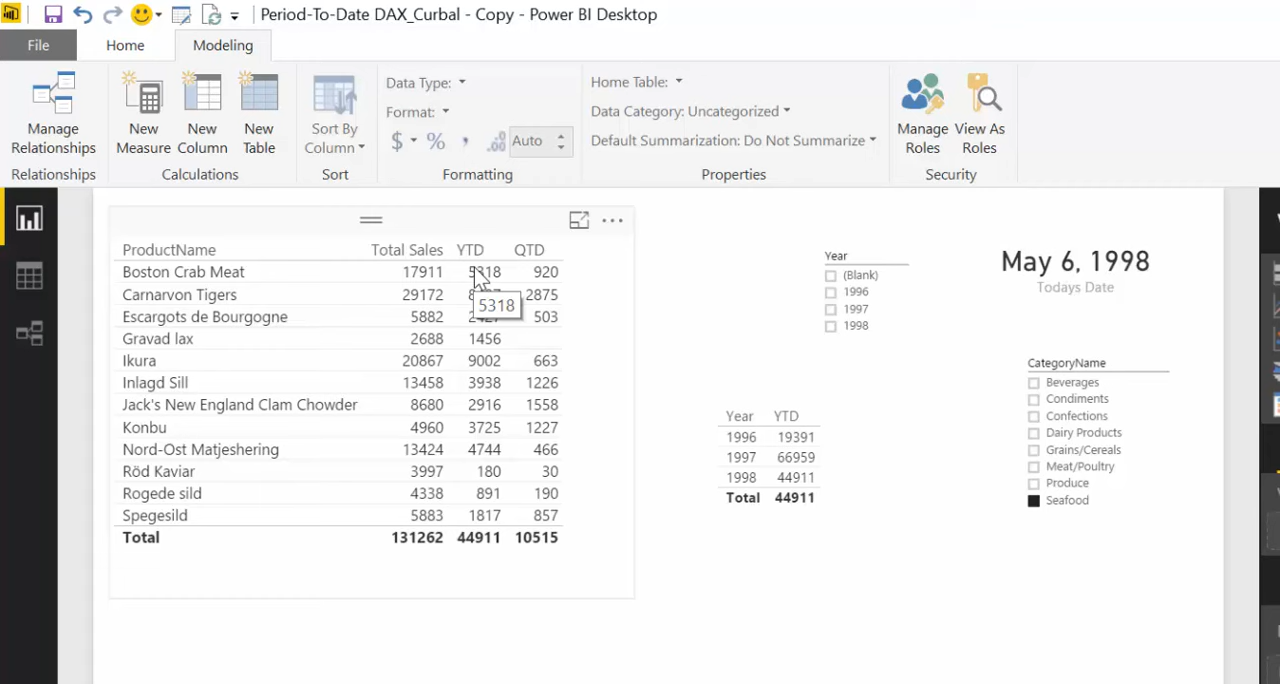 Period-To-Date DAX_Curbal - Copy - Power BI Desktop
File Home Modeling
Manage Relationships
New Measure
New Column
New Table
Sort By Column
Data Type:
Format:
$ % , .00 Auto
Home Table:
Data Category: Uncategorized
Default Summarization: Do Not Summarize
Manage Roles
View As Roles
Relationships Calculations Sort Formatting Properties Security
ProductName Total Sales YTD QTD
Boston Crab Meat 17911 5318 920
Carnarvon Tigers 29172 2875
Escargots de Bourgogne 5882 503
Gravad lax 2688 1456
Ikura 20867 9002 663
Inlagd Sill 13458 3938 1226
Jack's New England Clam Chowder 8680 2916 1558
Konbu 4960 3725 1227
Nord-Ost Matjeshering 13424 4744 466
Röd Kaviar 3997 180 30
Rogede sild 4338 891 190
Spegesild 5883 1817 857
Total 131262 44911 10515
5318
Year
(Blank)
1996
1997
1998
May 6, 1998
Todays Date
Year YTD
1996 19391
1997 66959
1998 44911
Total 44911
CategoryName
Beverages
Condiments
Confections
Dairy Products
Grains/Cereals
Meat/Poultry
Produce
Seafood